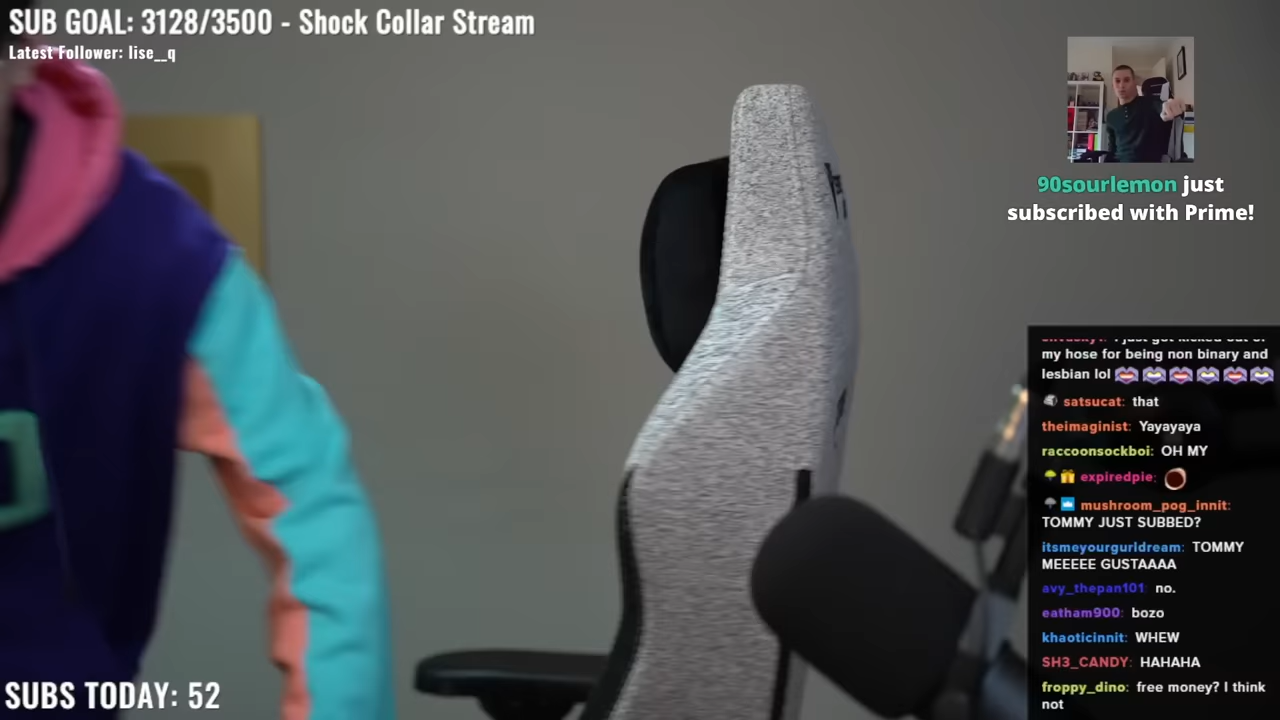 SUB GOAL: 3128/3500 - Shock Collar Stream
Latest Follower: lise__q
90sourlemon just
subscribed with Prime!
my hose for being non binary and
lesbian lol
satsucat: that
theimaginist: Yayayaya
raccoonsockboi: OH MY
expiredpie:
mushroom_pog_innit:
TOMMY JUST SUBBED?
itsmeyourgurldream: TOMMY
MEEEEE GUSTAAAA
avy_thepan101: no.
eatham900: bozo
khaoticinnit: WHEW
SH3_CANDY: HAHAHA
froppy_dino: free money? I think
not
SUBS TODAY: 52